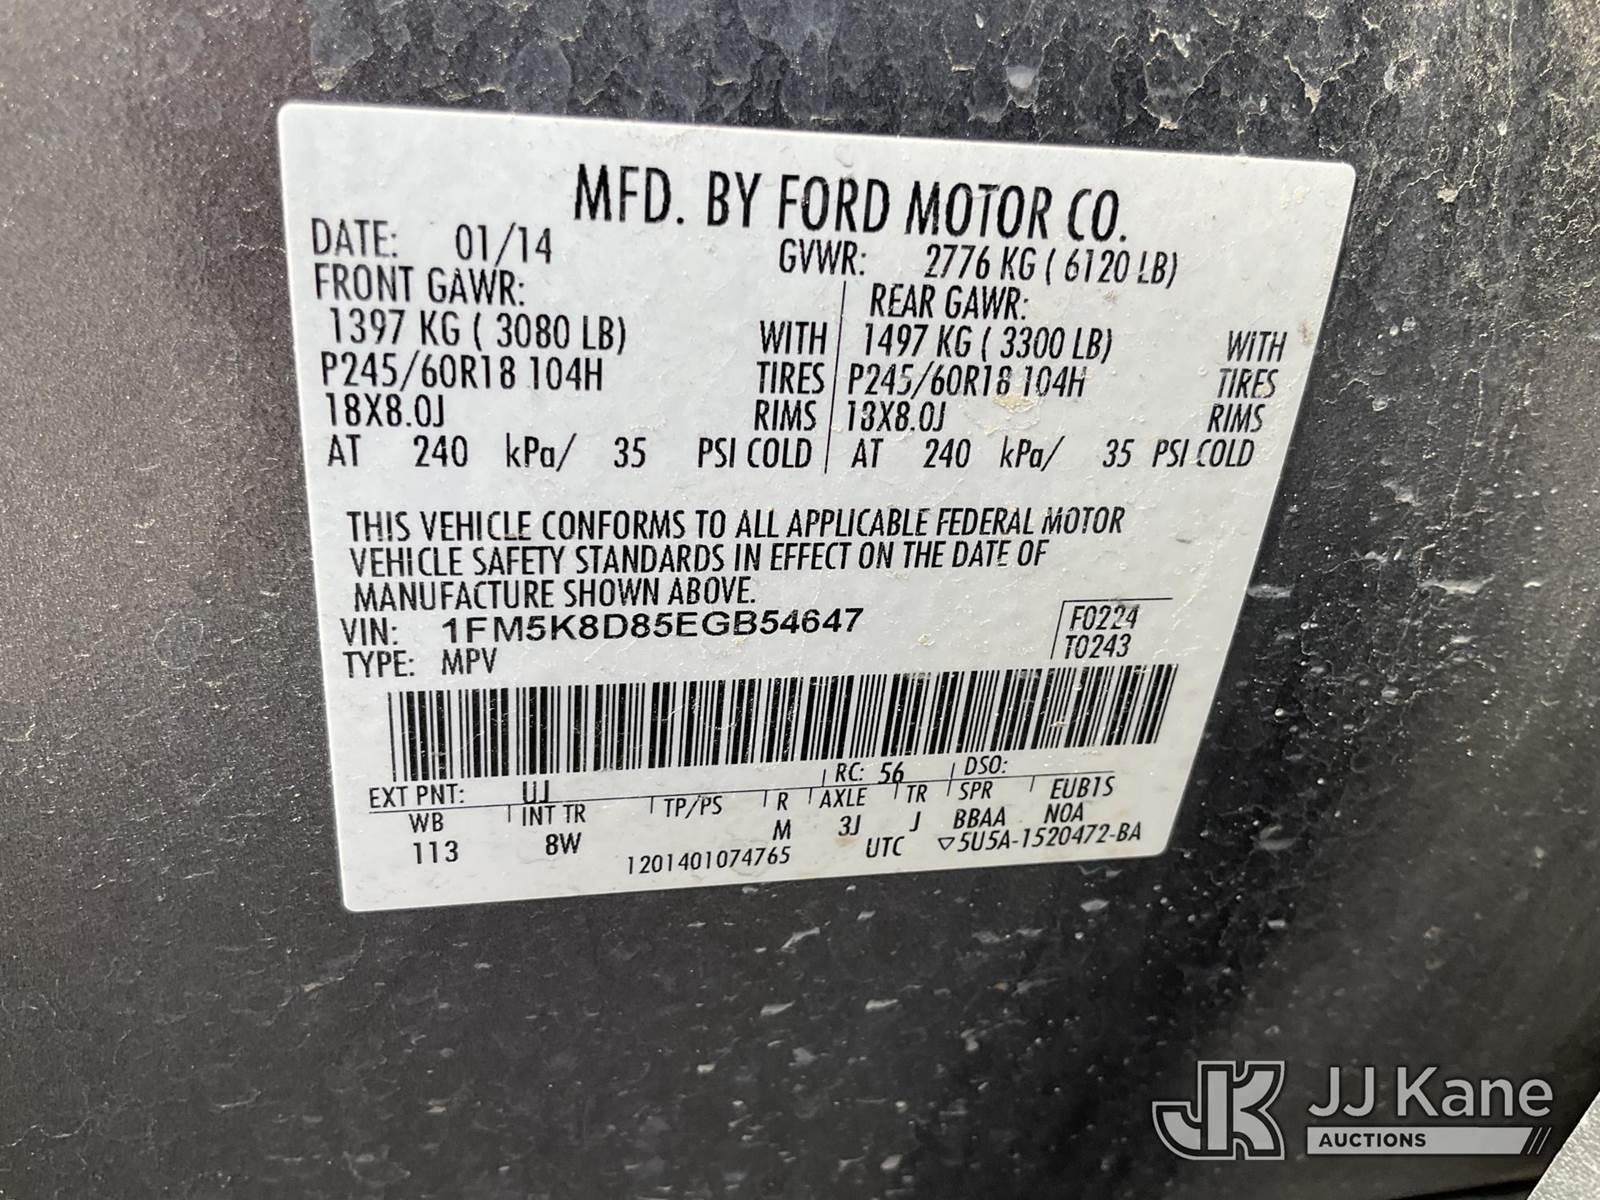 MFD. BY FORD MOTOR CO.
DATE: 01/14 GVWR: 2776 KG ( 6120 LB)
FRONT GAWR: REAR GAWR:
1397 KG ( 3080 LB) WITH 1497 KG ( 3300 LB) WITH
P245/60R18 104H TIRES P245/60R18 104H TIRES
18X8.0J RIMS 18X8.0J RIMS
AT 240 kPa/ 35 PSI COLD AT 240 kPa/ 35 PSI COLD
THIS VEHICLE CONFORMS TO ALL APPLICABLE FEDERAL MOTOR
VEHICLE SAFETY STANDARDS IN EFFECT ON THE DATE OF
MANUFACTURE SHOWN ABOVE.
VIN: 1FM5K8D85EGB54647 F0224
TYPE: MPV T0243
EXT PNT: UJ RC: 56 DSO:
WB INT TR TP/PS R AXLE TR SPR EUB1S
113 8W M 3J J BBAA NOA
1201401074765 UTC ▽5U5A-1520472-BA
JK JJ Kane
AUCTIONS